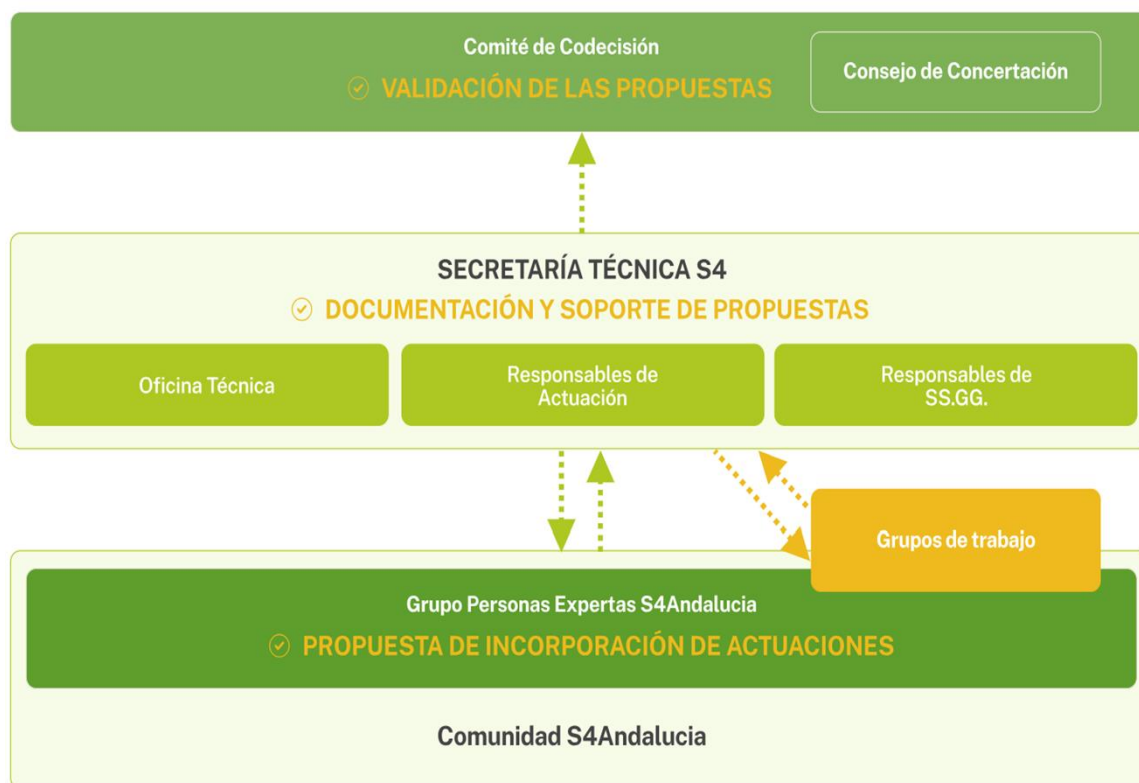 Comité de Codecisión
VALIDACIÓN DE LAS PROPUESTAS
Consejo de Concertación
SECRETARÍA TÉCNICA S4
DOCUMENTACIÓN Y SOPORTE DE PROPUESTAS
Oficina Técnica
Responsables de
Actuación
Responsables de
SS.GG.
Grupos de trabajo
Grupo Personas Expertas S4Andalucia
PROPUESTA DE INCORPORACIÓN DE ACTUACIONES
Comunidad S4Andalucia